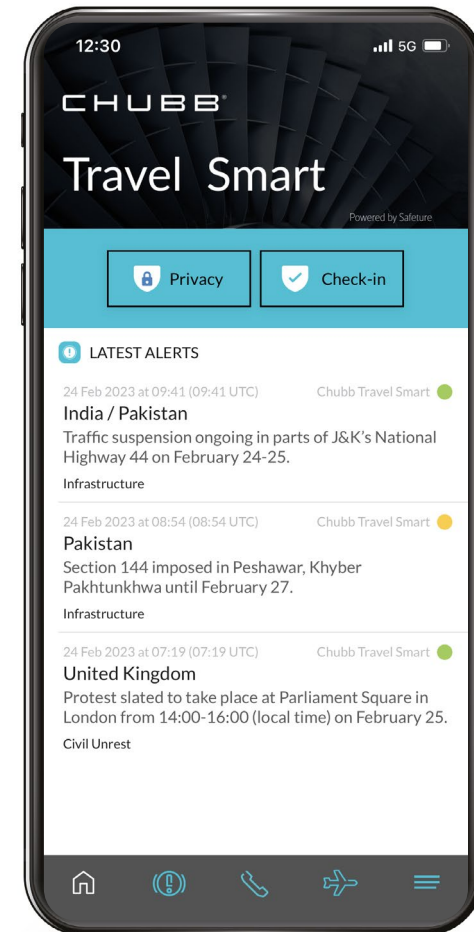 12:30
5G
CHUBB®
Travel Smart
Powered by Safeture
Privacy
Check-in
LATEST ALERTS
24 Feb 2023 at 09:41 (09:41 UTC)
Chubb Travel Smart
India / Pakistan
Traffic suspension ongoing in parts of J&K’s National
Highway 44 on February 24-25.
Infrastructure
24 Feb 2023 at 08:54 (08:54 UTC)
Chubb Travel Smart
Pakistan
Section 144 imposed in Peshawar, Khyber
Pakhtunkhwa until February 27.
Infrastructure
24 Feb 2023 at 07:19 (07:19 UTC)
Chubb Travel Smart
United Kingdom
Protest slated to take place at Parliament Square in
London from 14:00-16:00 (local time) on February 25.
Civil Unrest